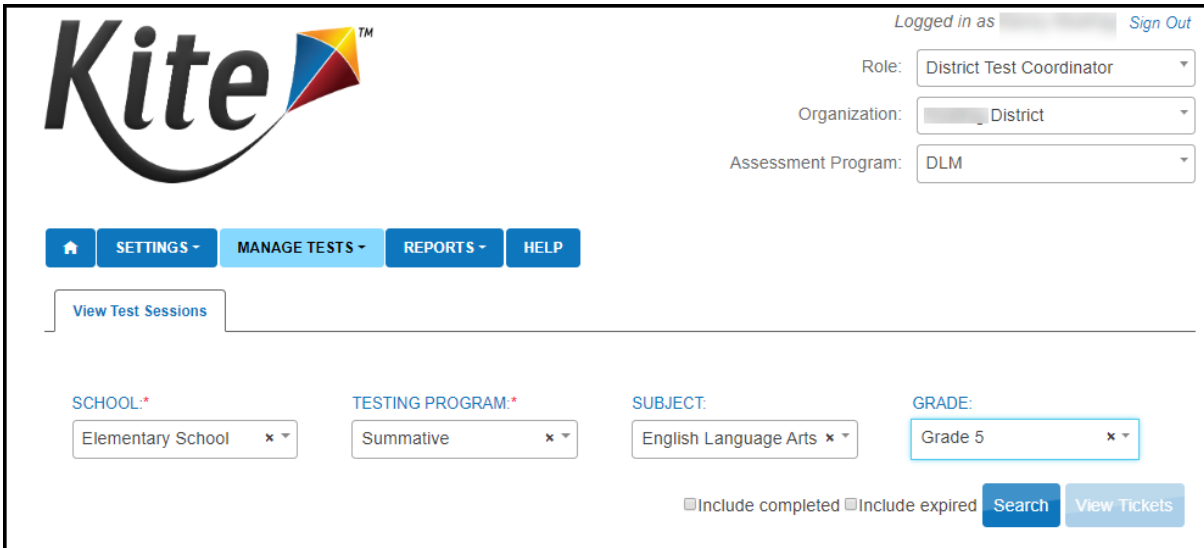 Kite TM
Logged in as Sign Out
Role: District Test Coordinator
Organization: District
Assessment Program: DLM
SETTINGS MANAGE TESTS REPORTS HELP
View Test Sessions
SCHOOL:* TESTING PROGRAM:* SUBJECT: GRADE:
Elementary School × Summative × English Language Arts × Grade 5 ×
Include completed Include expired Search View Tickets